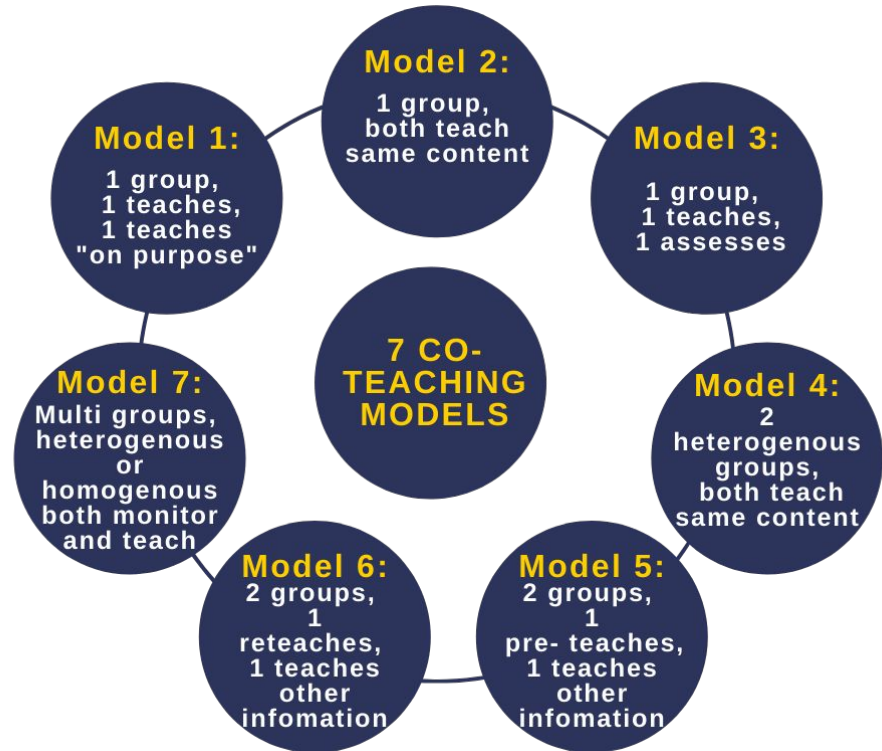 Model 1:
1 group,
1 teaches,
1 teaches
"on purpose"
Model 2:
1 group,
both teach
same content
Model 3:
1 group,
1 teaches,
1 assesses
Model 4:
2
heterogenous
groups,
both teach
same content
Model 5:
2 groups,
1
pre- teaches,
1 teaches
other
infomation
Model 6:
2 groups,
1
reteaches,
1 teaches
other
infomation
Model 7:
Multi groups,
heterogenous
or
homogenous
both monitor
and teach
7 CO-
TEACHING
MODELS